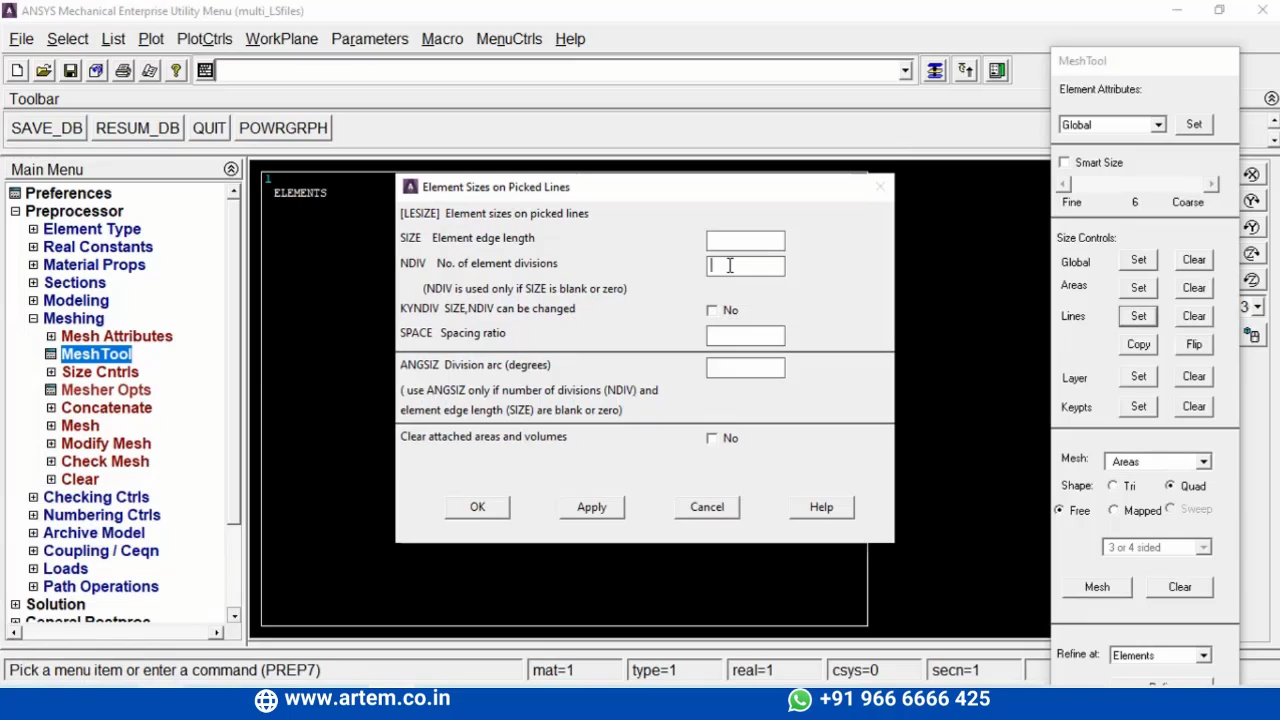 ANSYS Mechanical Enterprise Utility Menu (multi_LSfiles)
File Select List Plot PlotCtrls WorkPlane Parameters Macro MenuCtrls Help
Toolbar
SAVE_DB RESUM_DB QUIT POWRGRPH
Main Menu
Preferences
Preprocessor
Element Type
Real Constants
Material Props
Sections
Modeling
Meshing
Mesh Attributes
MeshTool
Size Cntrls
Mesher Opts
Concatenate
Mesh
Modify Mesh
Check Mesh
Clear
Checking Ctrls
Numbering Ctrls
Archive Model
Coupling / Ceqn
Loads
Path Operations
Solution
General Postproc
1
ELEMENTS
Element Sizes on Picked Lines
[LESIZE] Element sizes on picked lines
SIZE Element edge length
NDIV No. of element divisions
(NDIV is used only if SIZE is blank or zero)
KYNDIV SIZE,NDIV can be changed No
SPACE Spacing ratio
ANGSIZ Division arc (degrees)
( use ANGSIZ only if number of divisions (NDIV) and
element edge length (SIZE) are blank or zero)
Clear attached areas and volumes No
OK Apply Cancel Help
MeshTool
Element Attributes:
Global Set
Smart Size
Fine 6 Coarse
Size Controls:
Global Set Clear
Areas Set Clear
Lines Set Clear
Copy Flip
Layer Set Clear
Keypts Set Clear
Mesh: Areas
Shape: Tri Quad
Free Mapped Sweep
3 or 4 sided
Mesh Clear
Refine at: Elements
3
Pick a menu item or enter a command (PREP7) mat=1 type=1 real=1 csys=0 secn=1
www.artem.co.in +91 966 6666 425